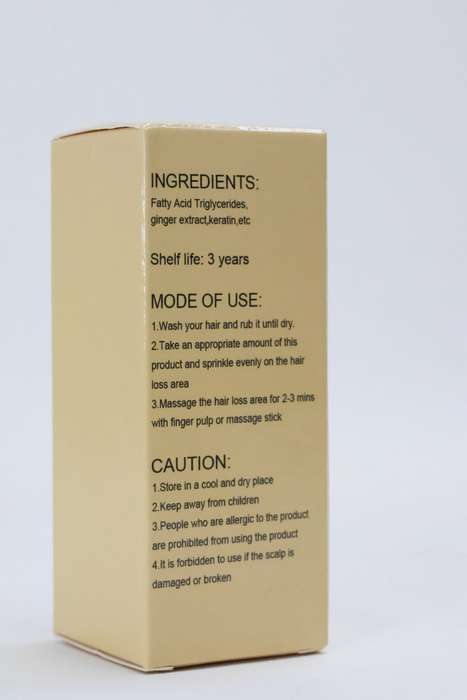 INGREDIENTS:
Fatty Acid Triglycerides,
ginger extract,keratin,etc
Shelf life: 3 years
MODE OF USE:
1.Wash your hair and rub it until dry.
2.Take an appropriate amount of this
product and sprinkle evenly on the hair
loss area
3.Massage the hair loss area for 2-3 mins
with finger pulp or massage stick
CAUTION:
1.Store in a cool and dry place
2.Keep away from children
3.People who are allergic to the product
are prohibited from using the product
4.It is forbidden to use if the scalp is
damaged or broken